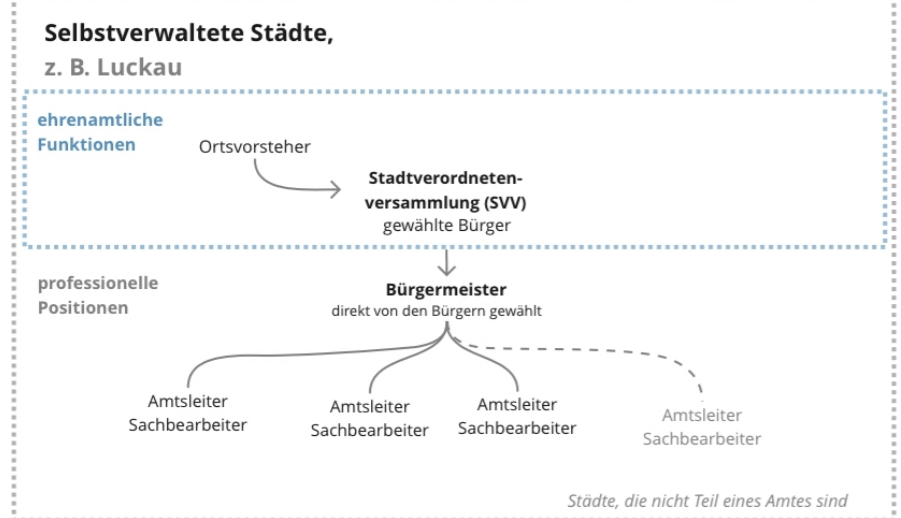 Selbstverwaltete Städte,
z. B. Luckau
ehrenamtliche
Funktionen
Ortsvorsteher
Stadtverordneten-
versammlung (SVV)
gewählte Bürger
professionelle
Positionen
Bürgermeister
direkt von den Bürgern gewählt
Amtsleiter
Sachbearbeiter
Amtsleiter
Sachbearbeiter
Amtsleiter
Sachbearbeiter
Amtsleiter
Sachbearbeiter
Städte, die nicht Teil eines Amtes sind